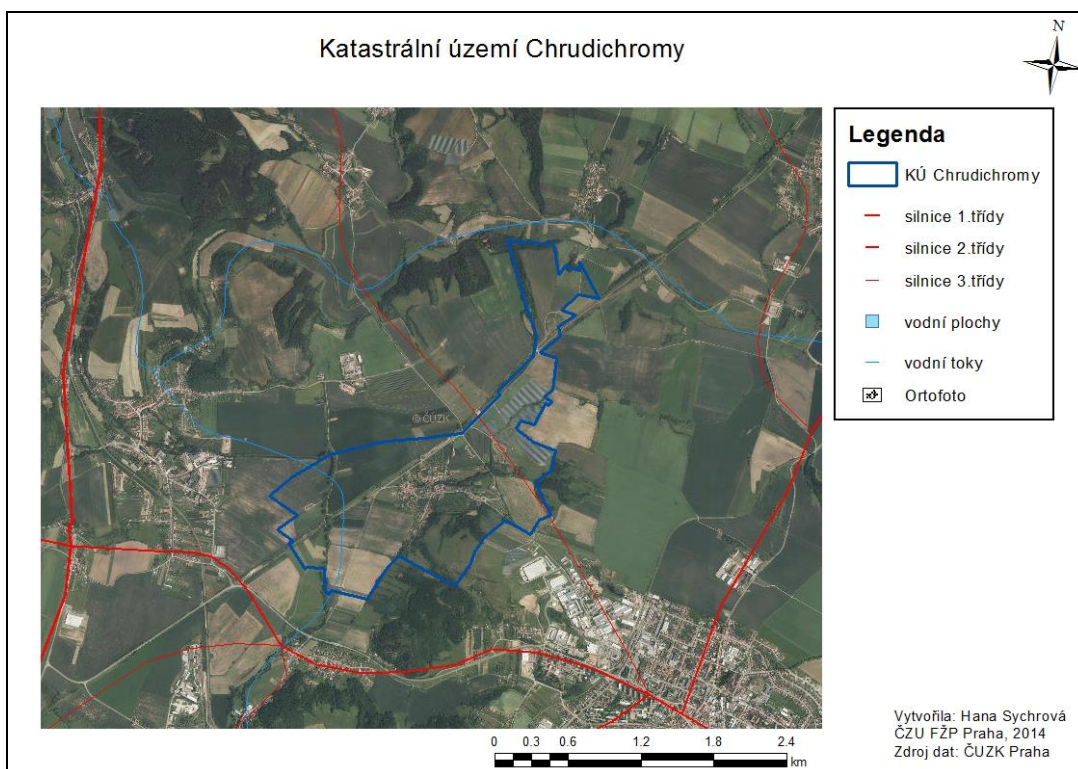 Katastrální území Chrudichromy
N
Legenda
KÚ Chrudichromy
silnice 1.třídy
silnice 2.třídy
silnice 3.třídy
vodní plochy
vodní toky
Ortofoto
© ČUZK
Vytvořila: Hana Sychrová
ČZU FŽP Praha, 2014
Zdroj dat: ČUZK Praha
0 0.3 0.6 1.2 1.8 2.4
km